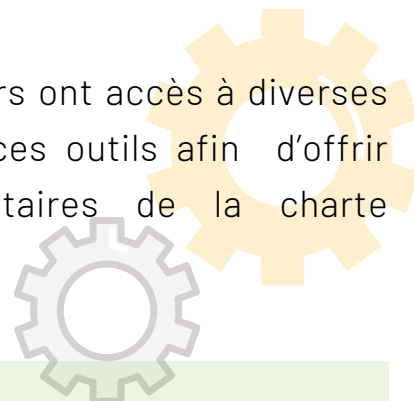 rs ont accès à diverses
ces outils afin d’offrir
taires de la charte